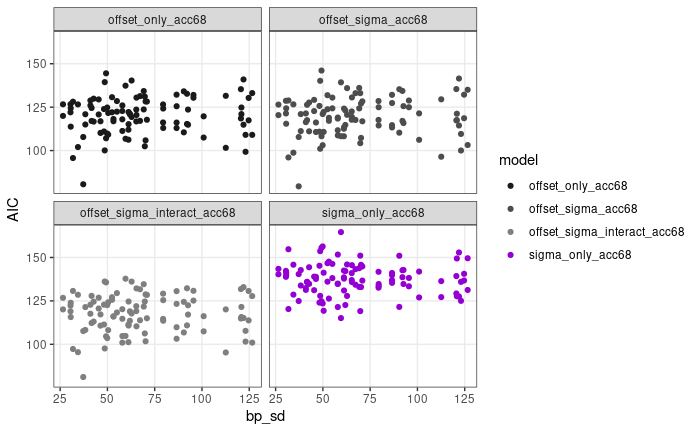 offset_only_acc68
offset_sigma_acc68
150
125
100
AIC
offset_sigma_interact_acc68
sigma_only_acc68
150
125
100
25
50
75
100
125
25
50
75
100
125
bp_sd
model
offset_only_acc68
offset_sigma_acc68
offset_sigma_interact_acc68
sigma_only_acc68